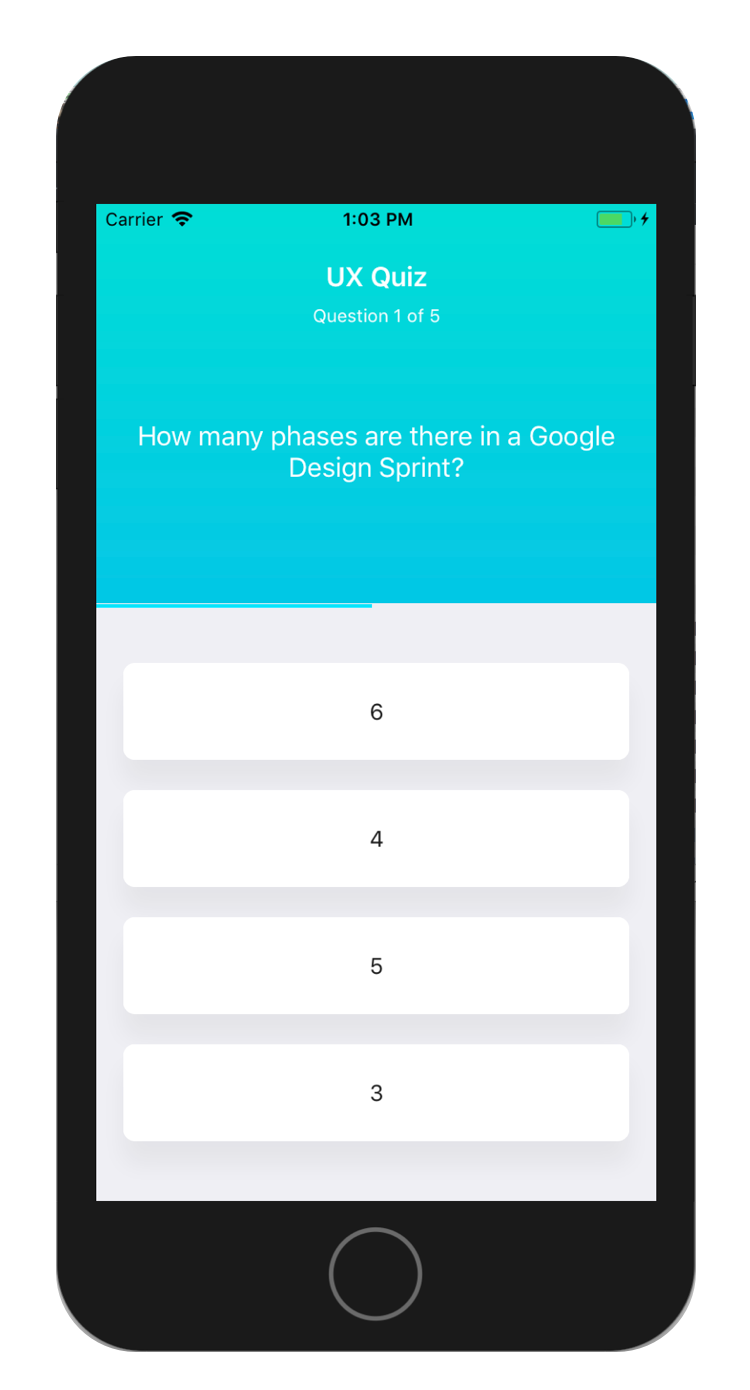 Carrier
1:03 PM
UX Quiz
Question 1 of 5
How many phases are there in a Google
Design Sprint?
6
4
5
3